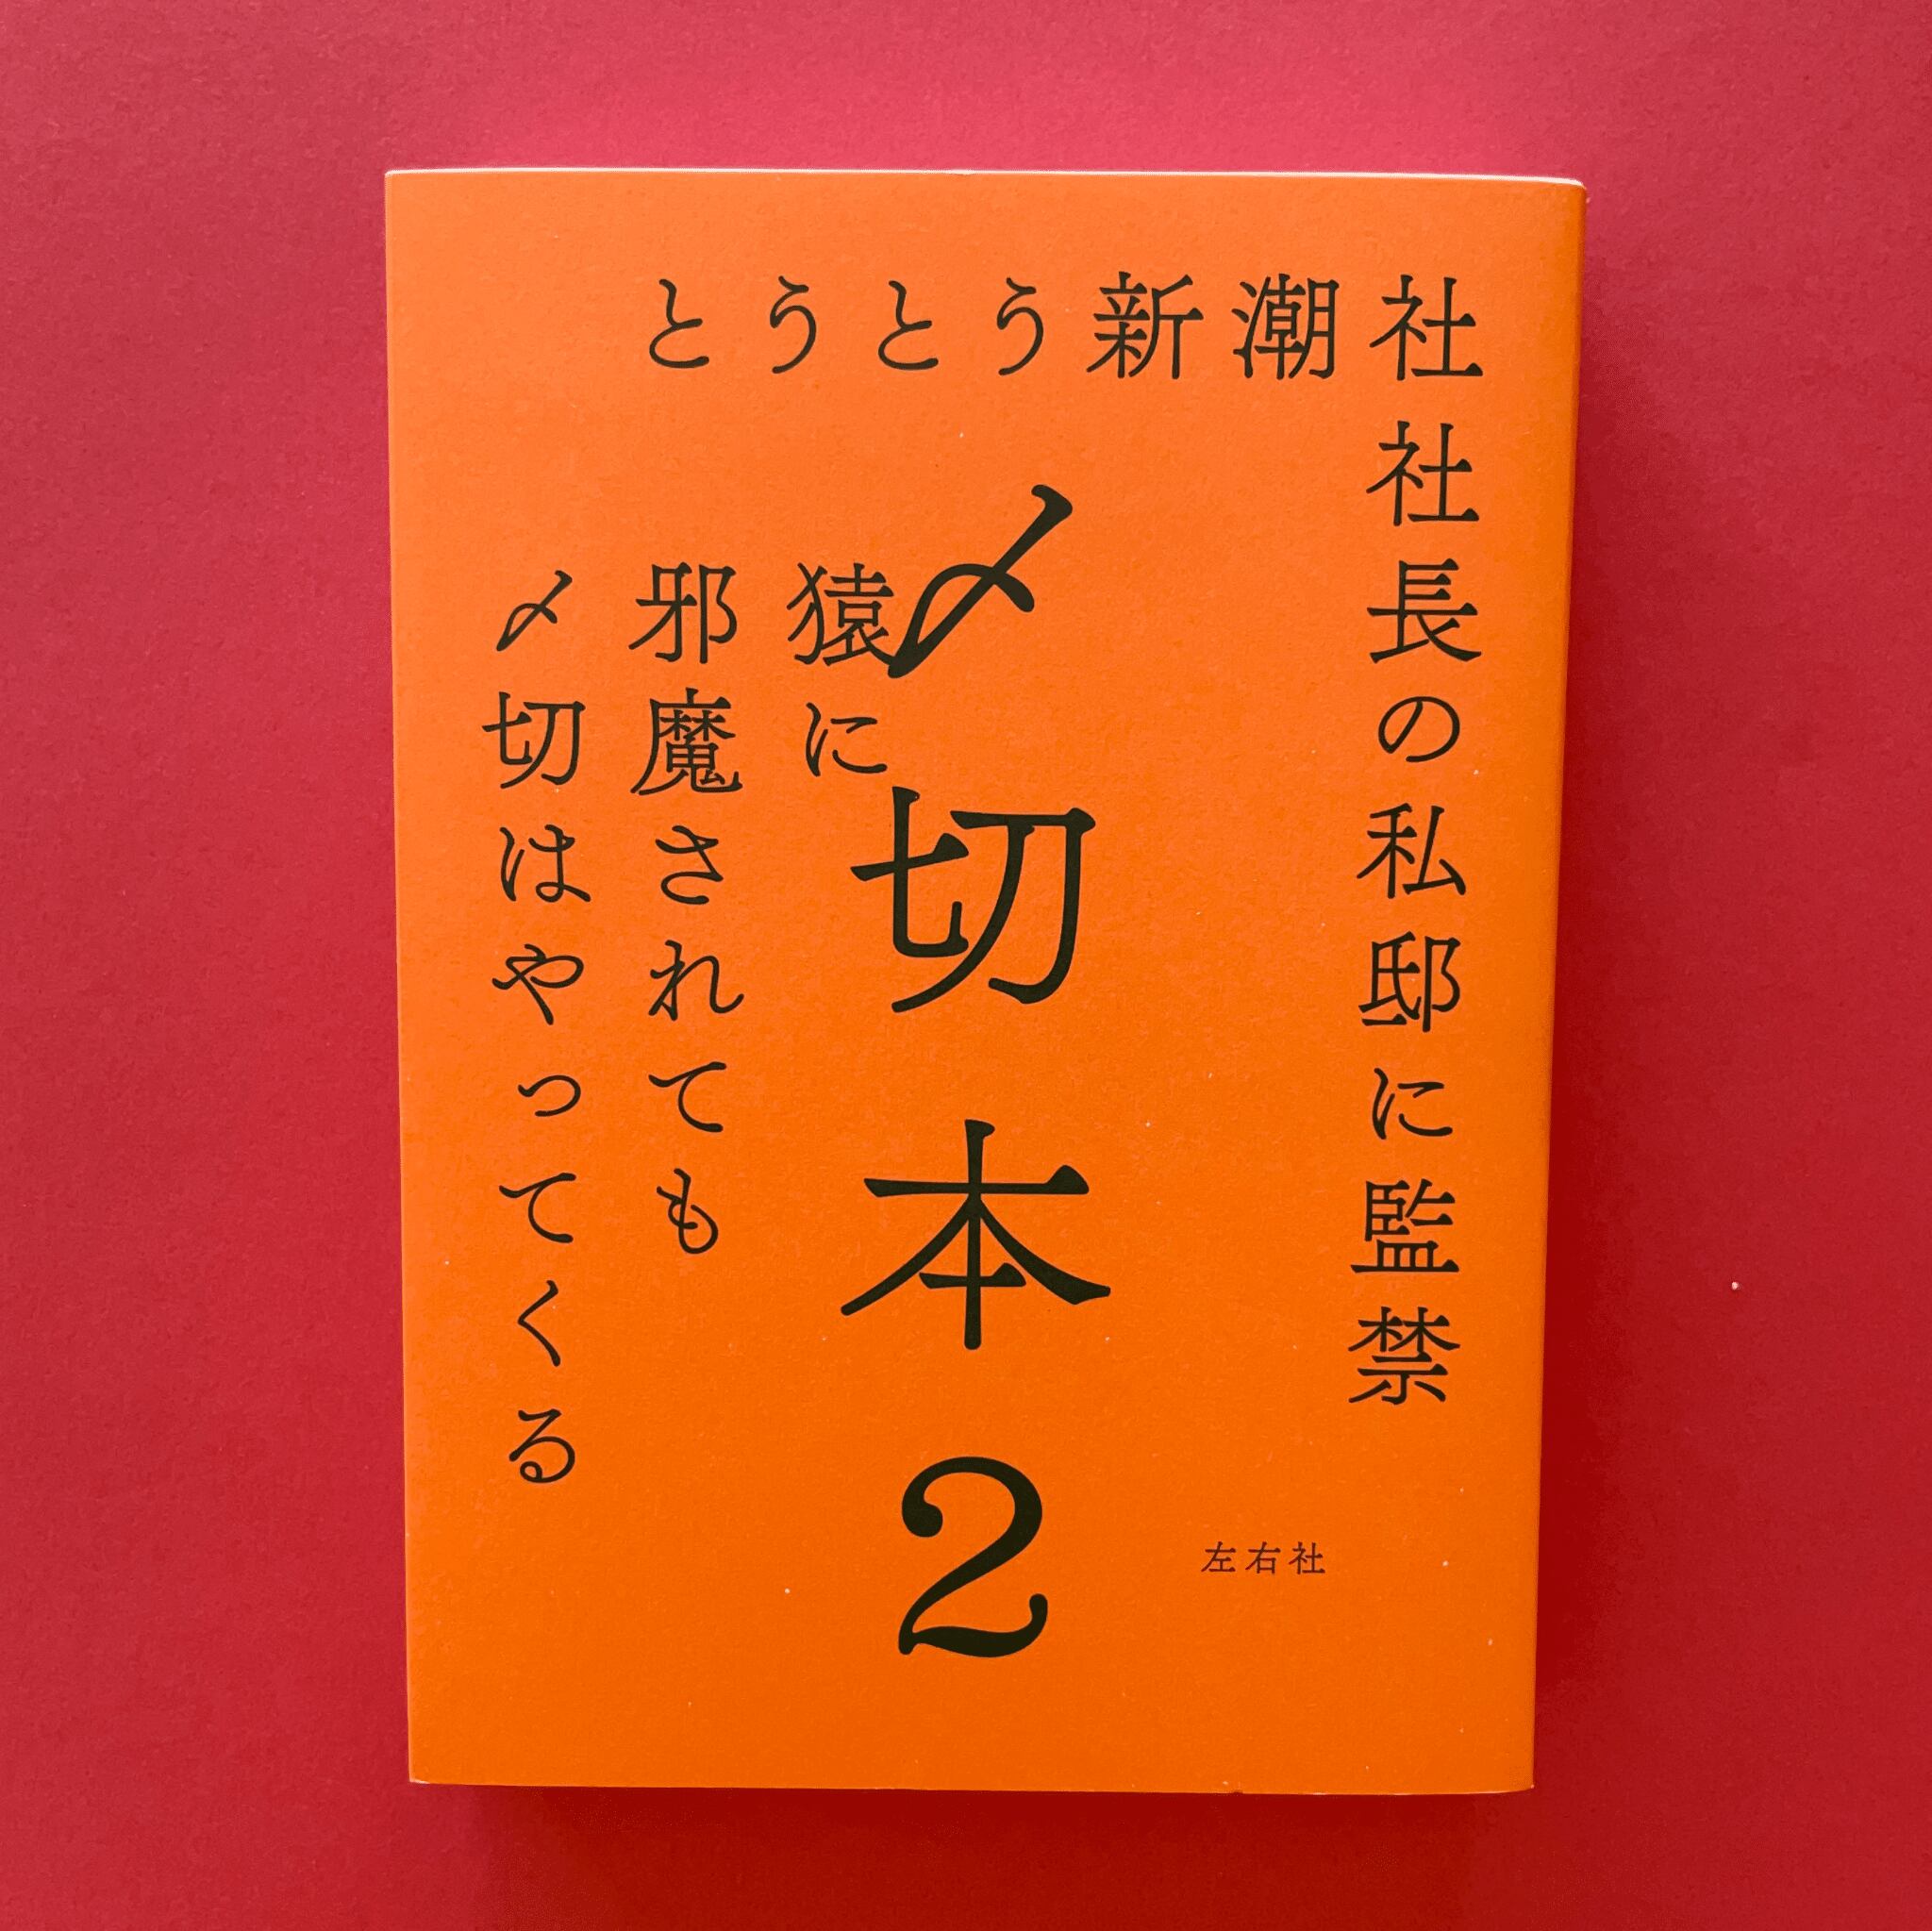 とうとう新潮社
社長の私邸に監禁
〆切本2
猿に
邪魔されても
〆切はやってくる
左右社